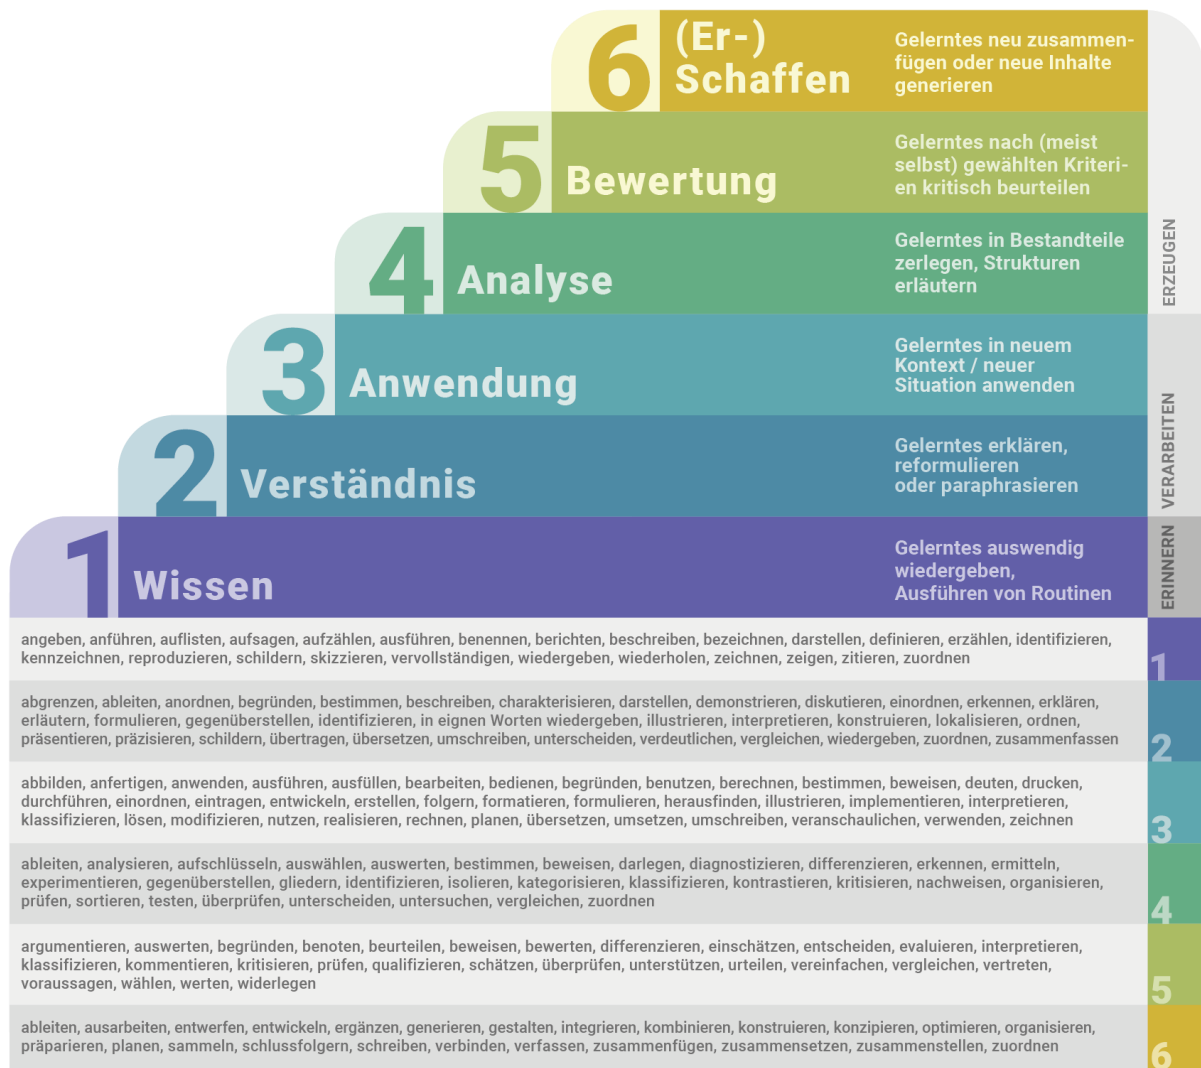 6
(Er-)
Schaffen
Gelerntes neu zusammen-
fügen oder neue Inhalte
generieren
5
Bewertung
Gelerntes nach (meist
selbst) gewählten Kriteri-
en kritisch beurteilen
4
Analyse
Gelerntes in Bestandteile
zerlegen, Strukturen
erläutern
ERZEUGEN
3
Anwendung
Gelerntes in neuem
Kontext / neuer
Situation anwenden
2
Verständnis
Gelerntes erklären,
reformulieren
oder paraphrasieren
VERARBEITEN
1
Wissen
Gelerntes auswendig
wiedergeben,
Ausführen von Routinen
ERINNERN
angeben, anführen, auflisten, aufsagen, aufzählen, ausführen, benennen, berichten, beschreiben, bezeichnen, darstellen, definieren, erzählen, identifizieren,
kennzeichnen, reproduzieren, schildern, skizzieren, vervollständigen, wiedergeben, wiederholen, zeichnen, zeigen, zitieren, zuordnen
1
abgrenzen, ableiten, anordnen, begründen, bestimmen, beschreiben, charakterisieren, darstellen, demonstrieren, diskutieren, einordnen, erkennen, erklären,
erläutern, formulieren, gegenüberstellen, identifizieren, in eignen Worten wiedergeben, illustrieren, interpretieren, konstruieren, lokalisieren, ordnen,
präsentieren, präzisieren, schildern, übertragen, übersetzen, umschreiben, unterscheiden, verdeutlichen, vergleichen, wiedergeben, zuordnen, zusammenfassen
2
abbilden, anfertigen, anwenden, ausführen, ausfüllen, bearbeiten, bedienen, begründen, benutzen, berechnen, bestimmen, beweisen, deuten, drucken,
durchführen, einordnen, eintragen, entwickeln, erstellen, folgern, formatieren, formulieren, herausfinden, illustrieren, implementieren, interpretieren,
klassifizieren, lösen, modifizieren, nutzen, realisieren, rechnen, planen, übersetzen, umsetzen, umschreiben, veranschaulichen, verwenden, zeichnen
3
ableiten, analysieren, aufschlüsseln, auswählen, auswerten, bestimmen, beweisen, darlegen, diagnostizieren, differenzieren, erkennen, ermitteln,
experimentieren, gegenüberstellen, gliedern, identifizieren, isolieren, kategorisieren, klassifizieren, kontrastieren, kritisieren, nachweisen, organisieren,
prüfen, sortieren, testen, überprüfen, unterscheiden, untersuchen, vergleichen, zuordnen
4
argumentieren, auswerten, begründen, benoten, beurteilen, beweisen, bewerten, differenzieren, einschätzen, entscheiden, evaluieren, interpretieren,
klassifizieren, kommentieren, kritisieren, prüfen, qualifizieren, schätzen, überprüfen, unterstützen, urteilen, vereinfachen, vergleichen, vertreten,
voraussagen, wählen, werten, widerlegen
5
ableiten, ausarbeiten, entwerfen, entwickeln, ergänzen, generieren, gestalten, integrieren, kombinieren, konstruieren, konzipieren, optimieren, organisieren,
präparieren, planen, sammeln, schlussfolgern, schreiben, verbinden, verfassen, zusammenfügen, zusammensetzen, zusammenstellen, zuordnen
6